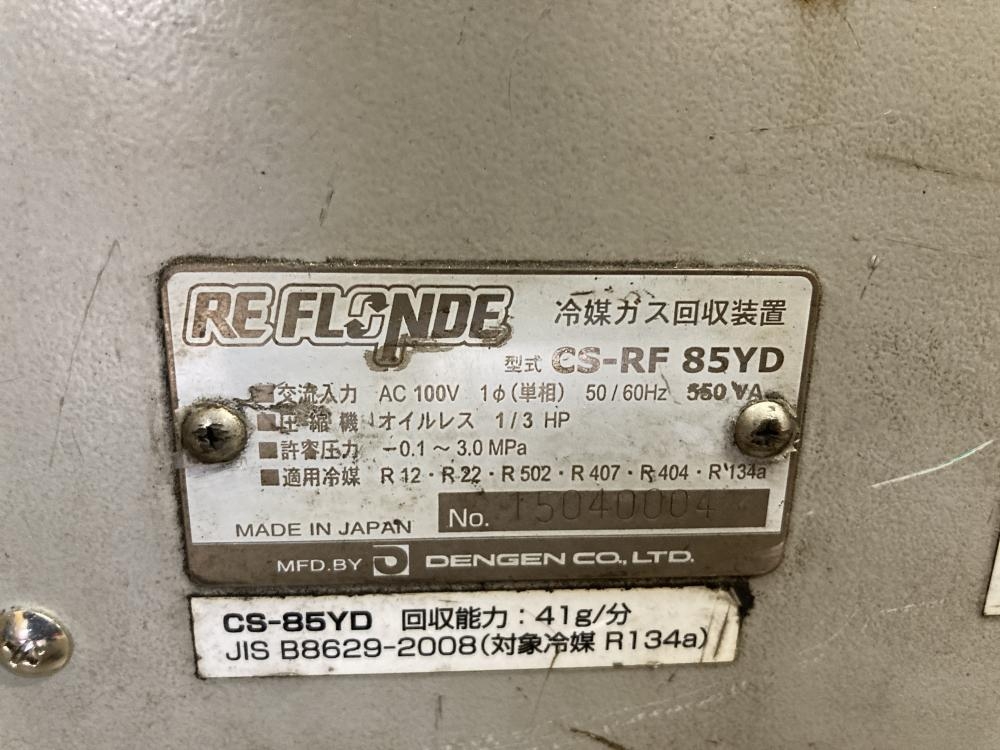 RE FLONDE 冷媒ガス回収装置
型式 CS-RF 85YD
■交流入力 AC 100V 1φ(単相) 50/60Hz 550 VA
■圧縮機 オイルレス 1/3 HP
■許容圧力 -0.1～3.0 MPa
■適用冷媒 R 12・R 22・R 502・R 407・R 404・R 134a
MADE IN JAPAN No. 15040004
MFD.BY DENGEN CO., LTD.
CS-85YD 回収能力：41g/分
JIS B8629-2008(対象冷媒 R134a)